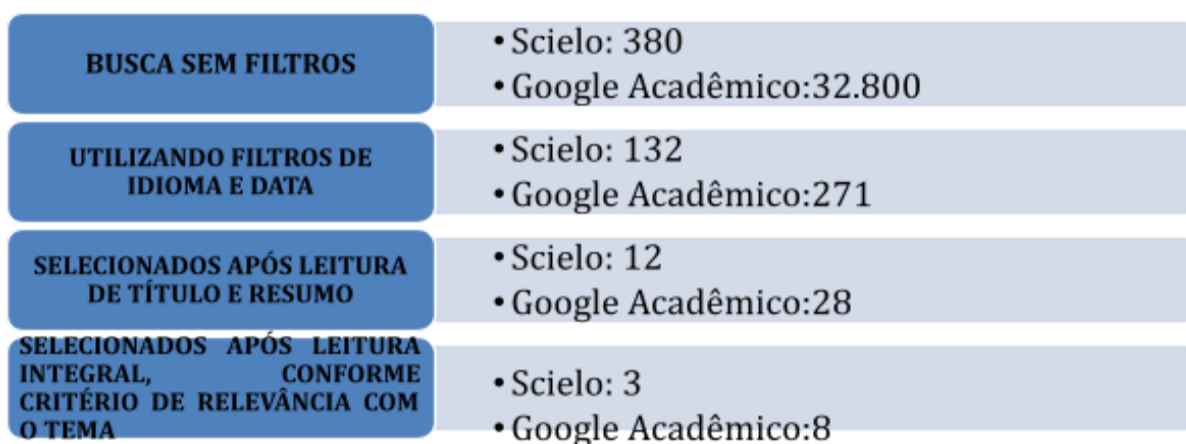 BUSCA SEM FILTROS
• Scielo: 380
• Google Acadêmico:32.800
UTILIZANDO FILTROS DE
IDIOMA E DATA
• Scielo: 132
• Google Acadêmico:271
SELECIONADOS APÓS LEITURA
DE TÍTULO E RESUMO
• Scielo: 12
• Google Acadêmico:28
SELECIONADOS APÓS LEITURA
INTEGRAL, CONFORME
CRITÉRIO DE RELEVÂNCIA COM
O TEMA
• Scielo: 3
• Google Acadêmico:8